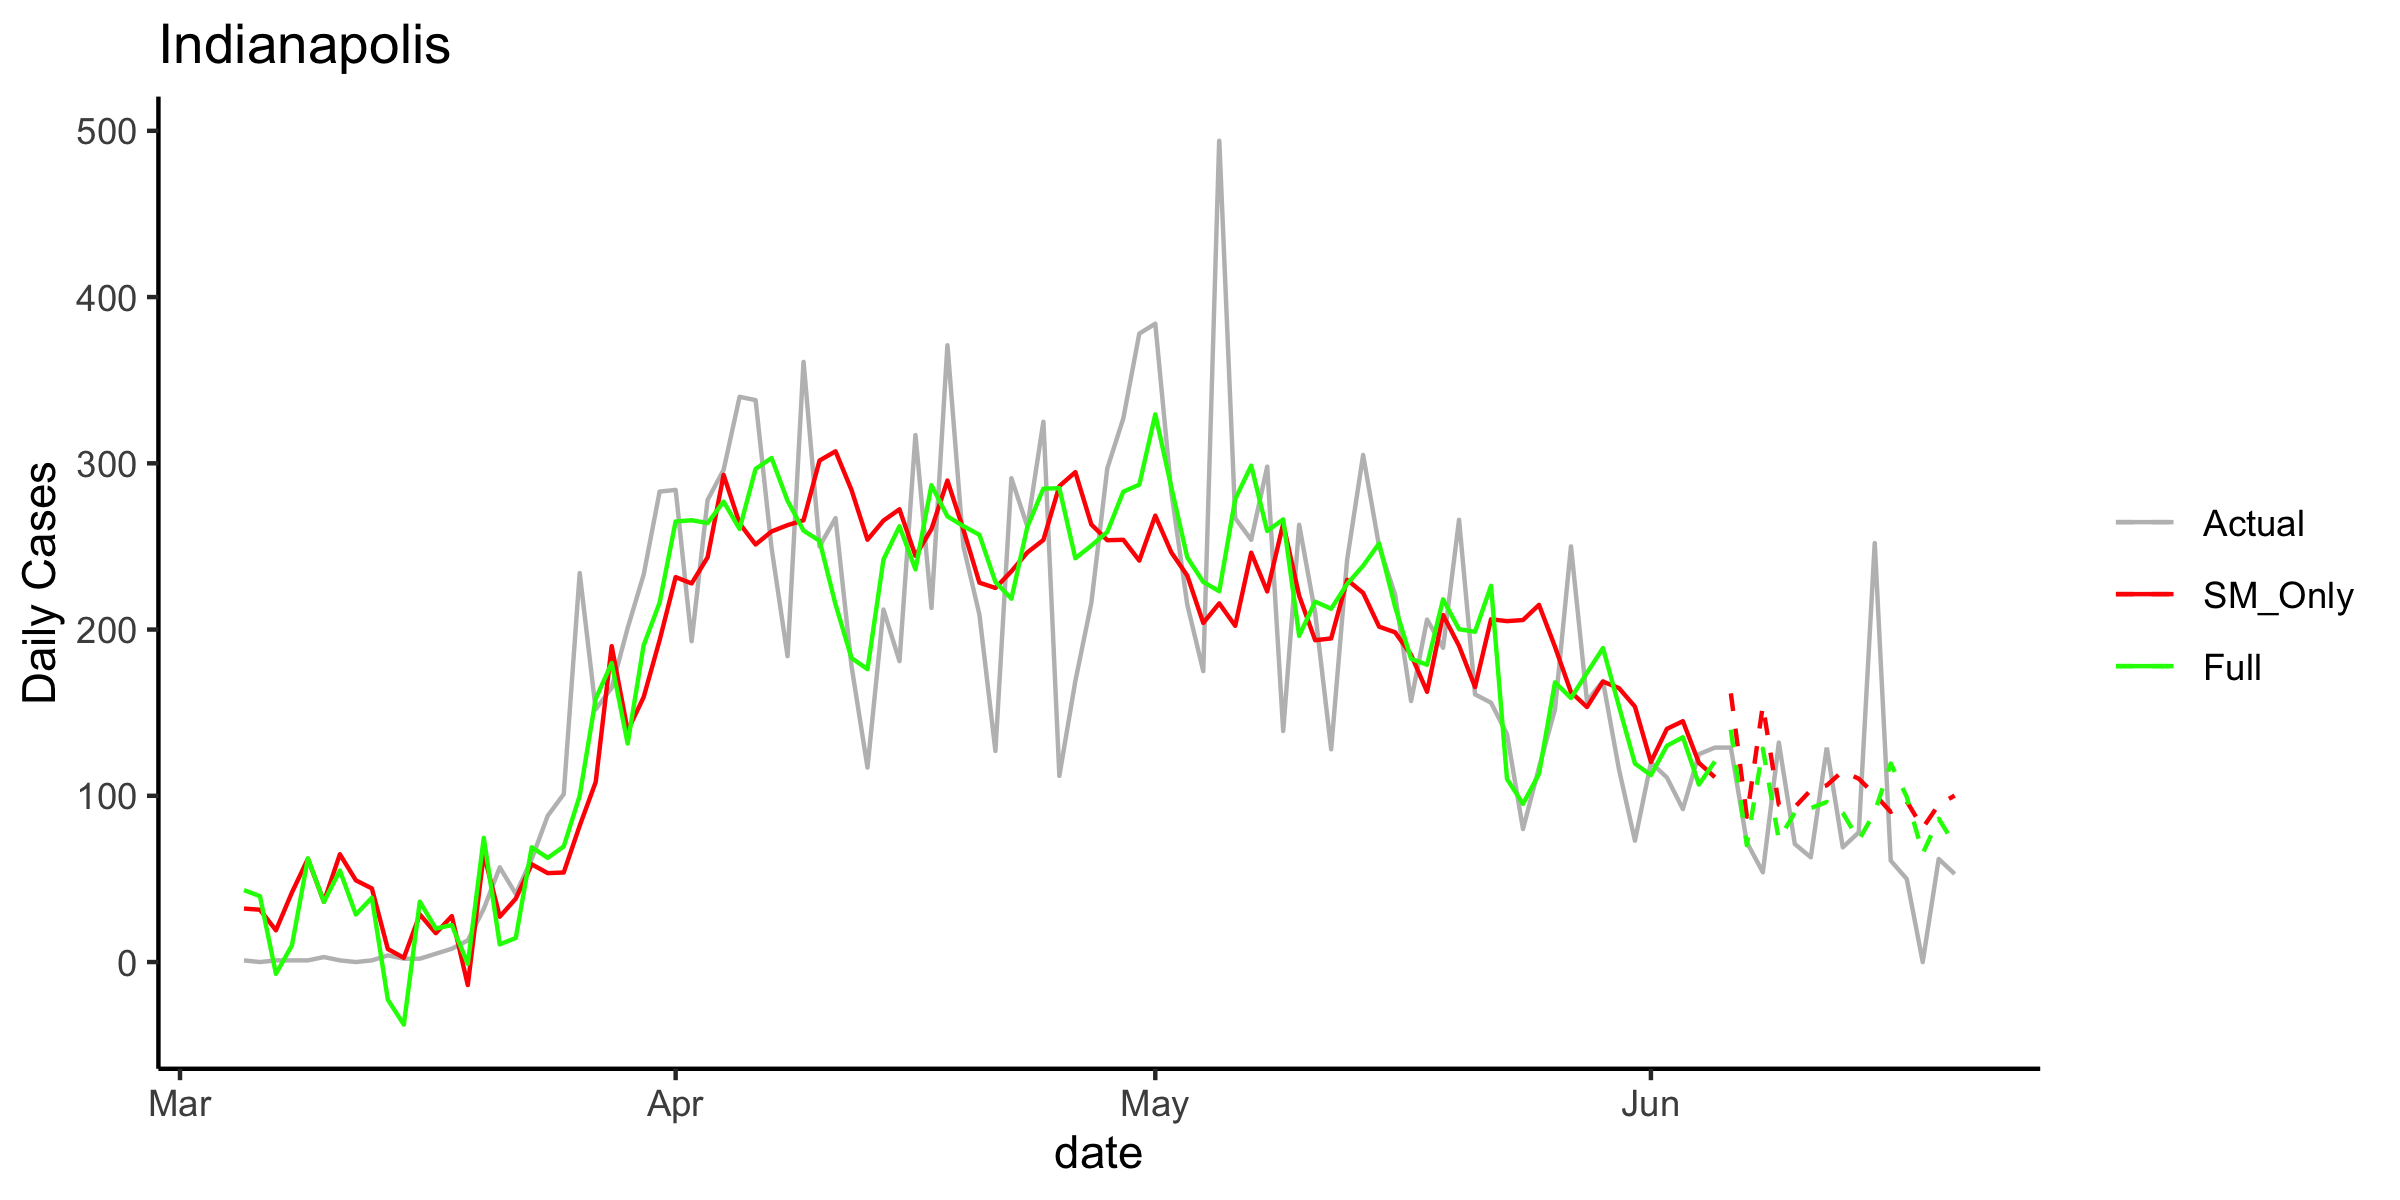 Indianapolis
Daily Cases
500
400
300
200
100
0
Mar
Apr
May
Jun
date
Actual
SM_Only
Full